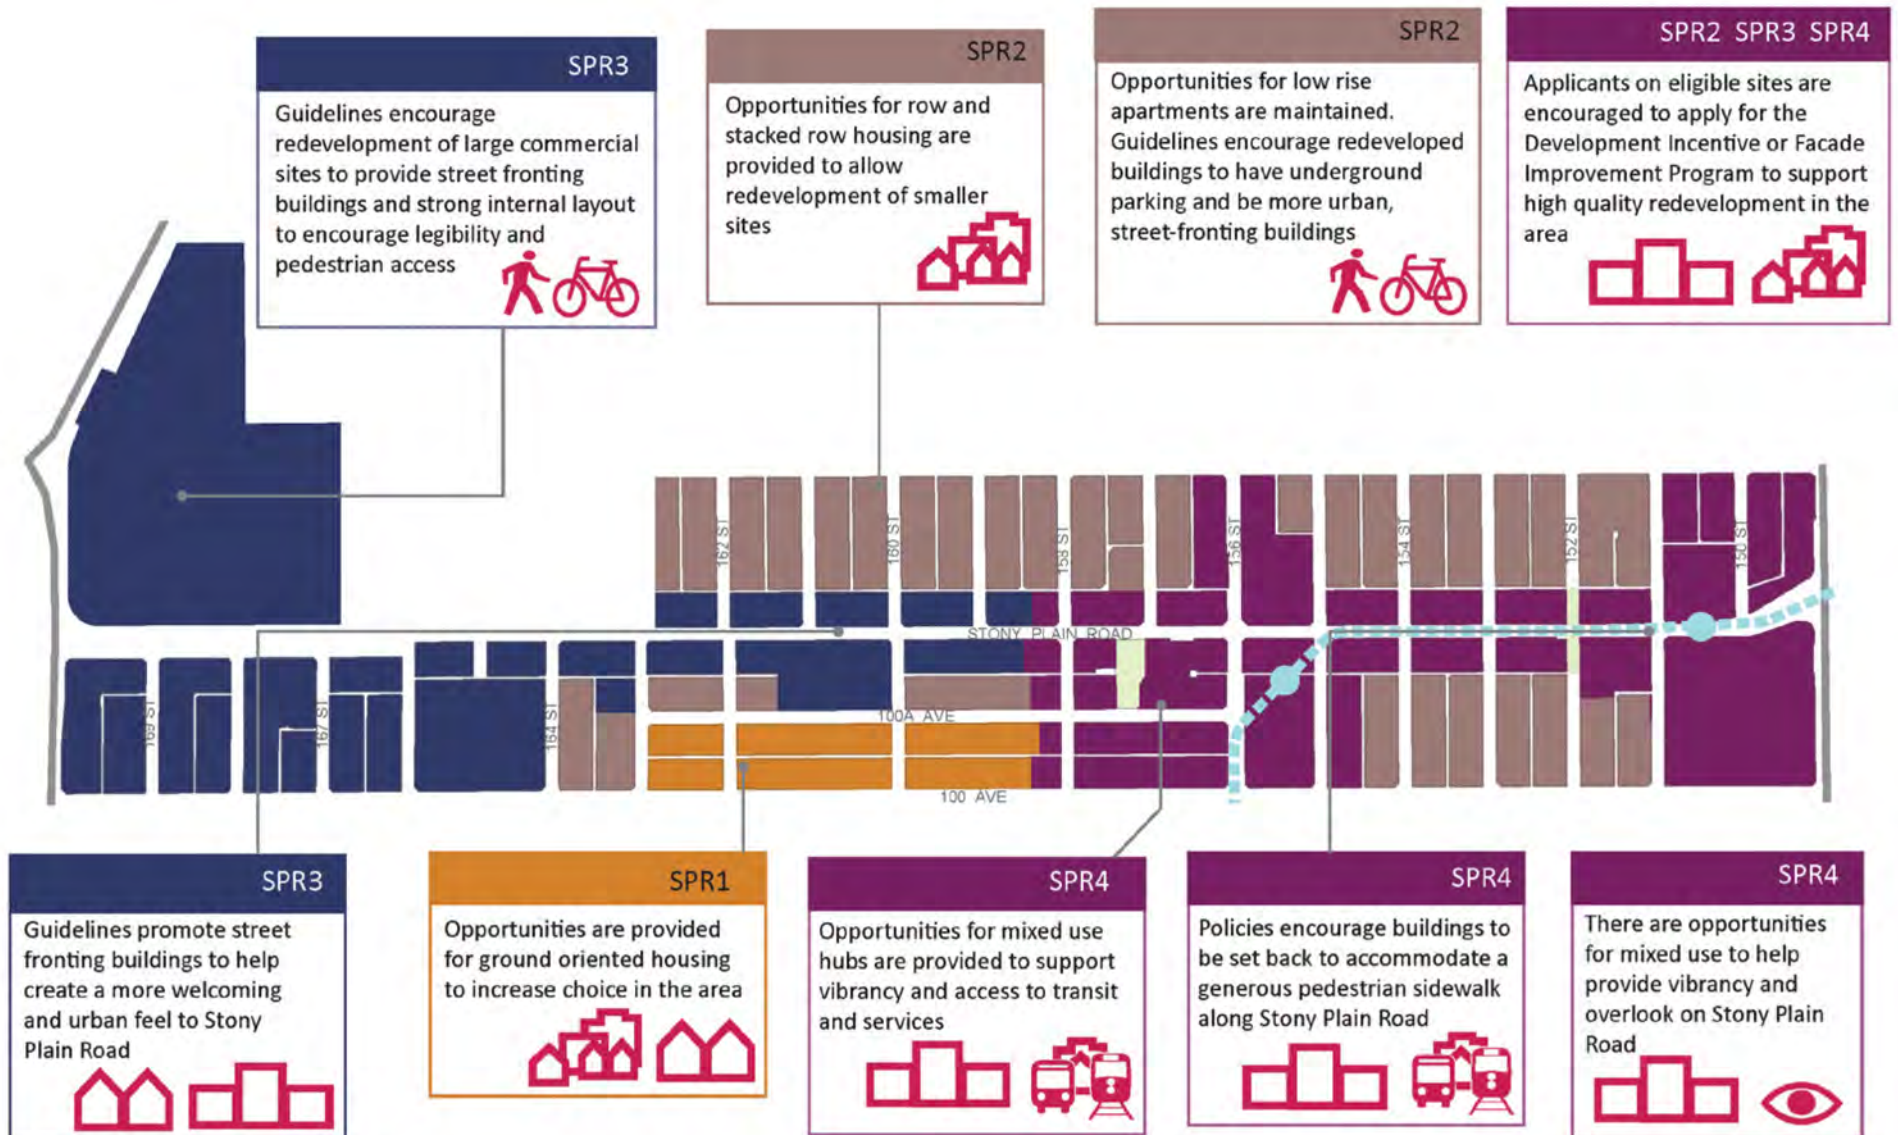 SPR3
Guidelines encourage
redevelopment of large commercial
sites to provide street fronting
buildings and strong internal layout
to encourage legibility and
pedestrian access
SPR2
Opportunities for row and
stacked row housing are
provided to allow
redevelopment of smaller
sites
SPR2
Opportunities for low rise
apartments are maintained.
Guidelines encourage redeveloped
buildings to have underground
parking and be more urban,
street-fronting buildings
SPR2 SPR3 SPR4
Applicants on eligible sites are
encouraged to apply for the
Development Incentive or Facade
Improvement Program to support
high quality redevelopment in the
area
162 ST
160 ST
158 ST
156 ST
154 ST
152 ST
150 ST
STONY PLAIN ROAD
169 ST
167 ST
164 ST
100A AVE
100 AVE
SPR3
Guidelines promote street
fronting buildings to help
create a more welcoming
and urban feel to Stony
Plain Road
SPR1
Opportunities are provided
for ground oriented housing
to increase choice in the area
SPR4
Opportunities for mixed use
hubs are provided to support
vibrancy and access to transit
and services
SPR4
Policies encourage buildings to
be set back to accommodate a
generous pedestrian sidewalk
along Stony Plain Road
SPR4
There are opportunities
for mixed use to help
provide vibrancy and
overlook on Stony Plain
Road